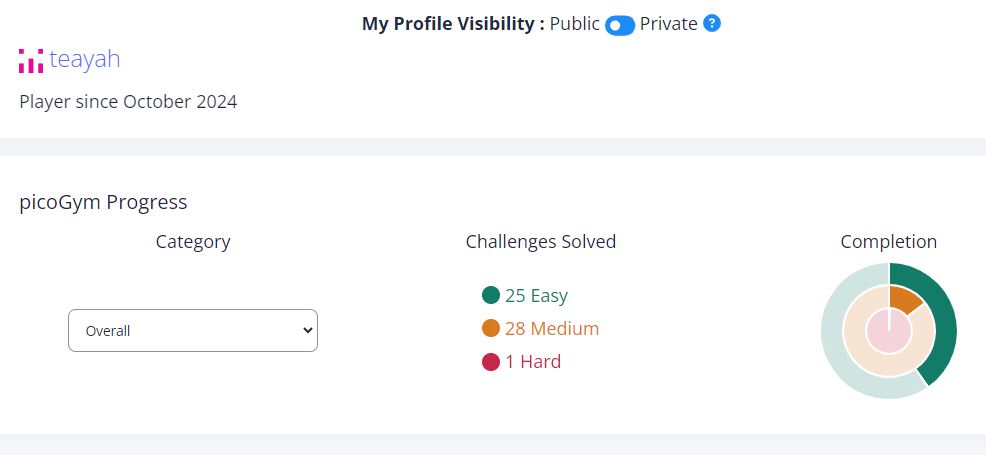 My Profile Visibility : Public Private ?
teayah
Player since October 2024
picoGym Progress
Category Challenges Solved Completion
25 Easy
Overall
28 Medium
1 Hard